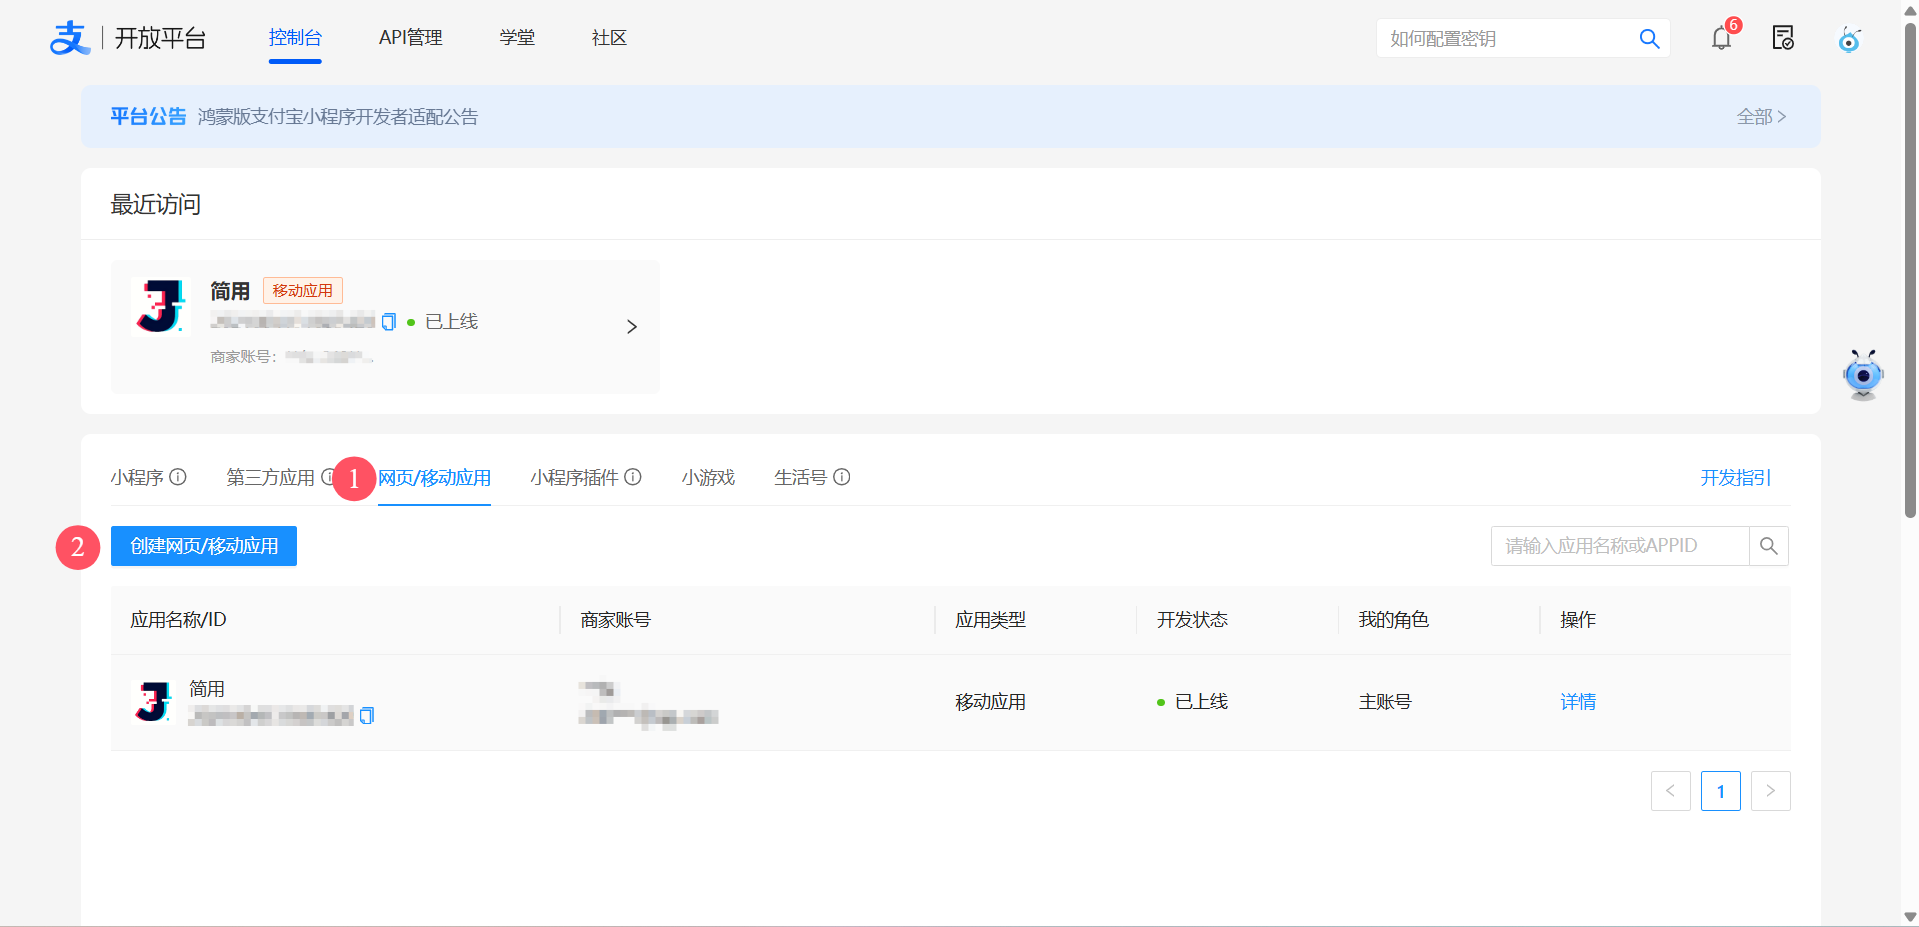 支 开放平台 控制台 API管理 学堂 社区 如何配置密钥 6
平台公告 鸿蒙版支付宝小程序开发者适配公告 全部 >
最近访问
简用 移动应用
已上线
商家账号：
小程序 第三方应用 1 网页/移动应用 小程序插件 小游戏 生活号 开发指引
2 创建网页/移动应用 请输入应用名称或APPID
应用名称/ID 商家账号 应用类型 开发状态 我的角色 操作
简用
移动应用 已上线 主账号 详情
< 1 >